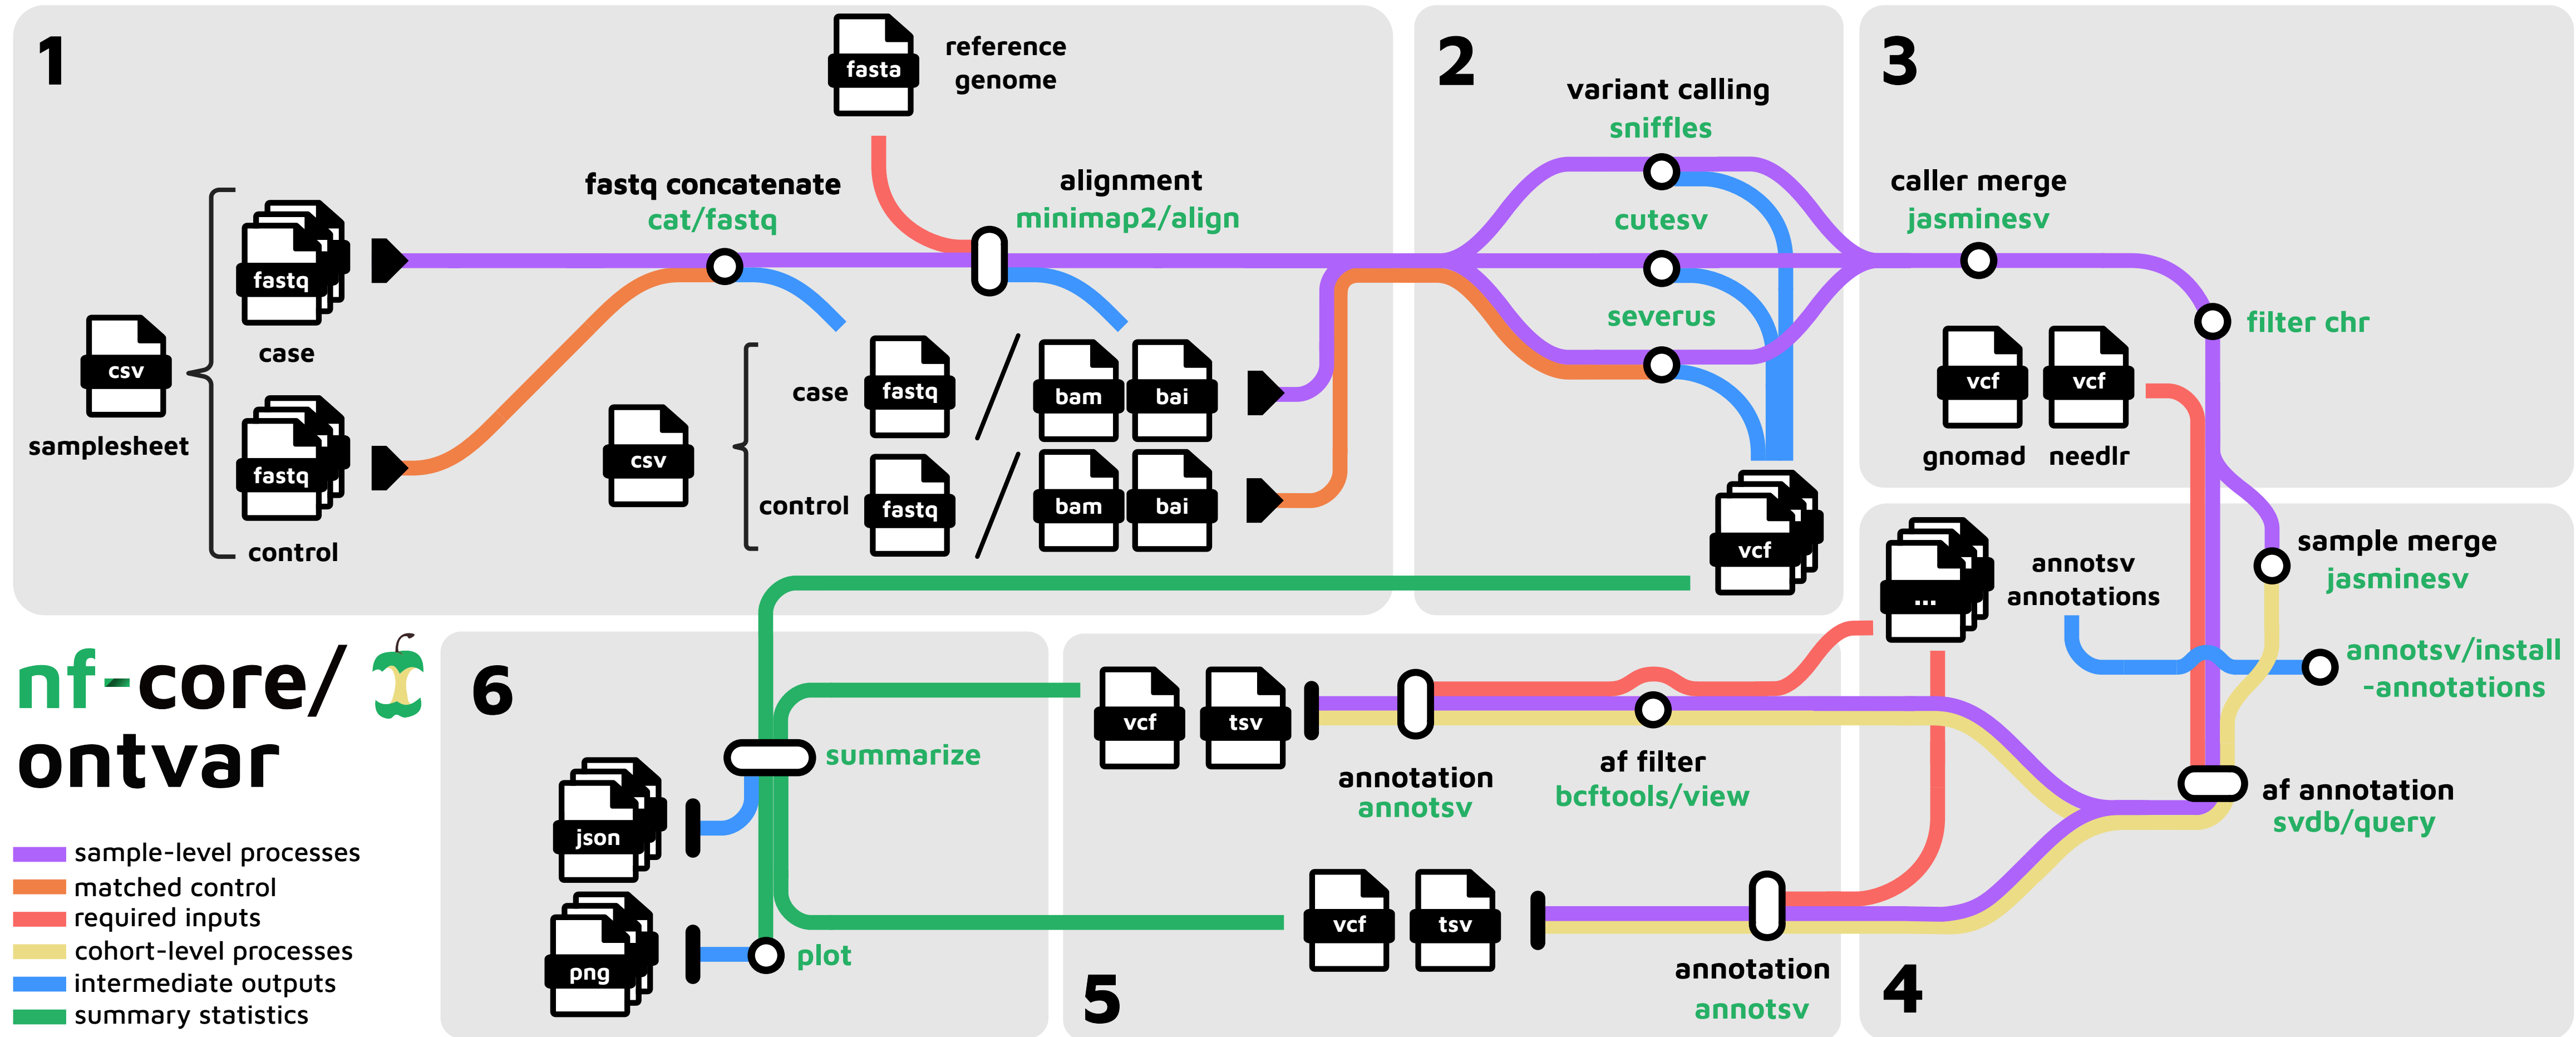 1
reference
genome
fasta
fastq concatenate
cat/fastq
alignment
minimap2/align
fastq
case
csv
samplesheet
fastq
control
csv
case
fastq
bam
bai
control
fastq
bam
bai
2
variant calling
sniffles
cutesv
severus
vcf
3
caller merge
jasminesv
filter chr
vcf
vcf
gnomad
needlr
4
...
annotsv
annotations
sample merge
jasminesv
annotsv/install
-annotations
af annotation
svdb/query
5
vcf
tsv
annotation
annotsv
af filter
bcftools/view
vcf
tsv
annotation
annotsv
6
summarize
json
png
plot
nf-core/
ontvar
sample-level processes
matched control
required inputs
cohort-level processes
intermediate outputs
summary statistics